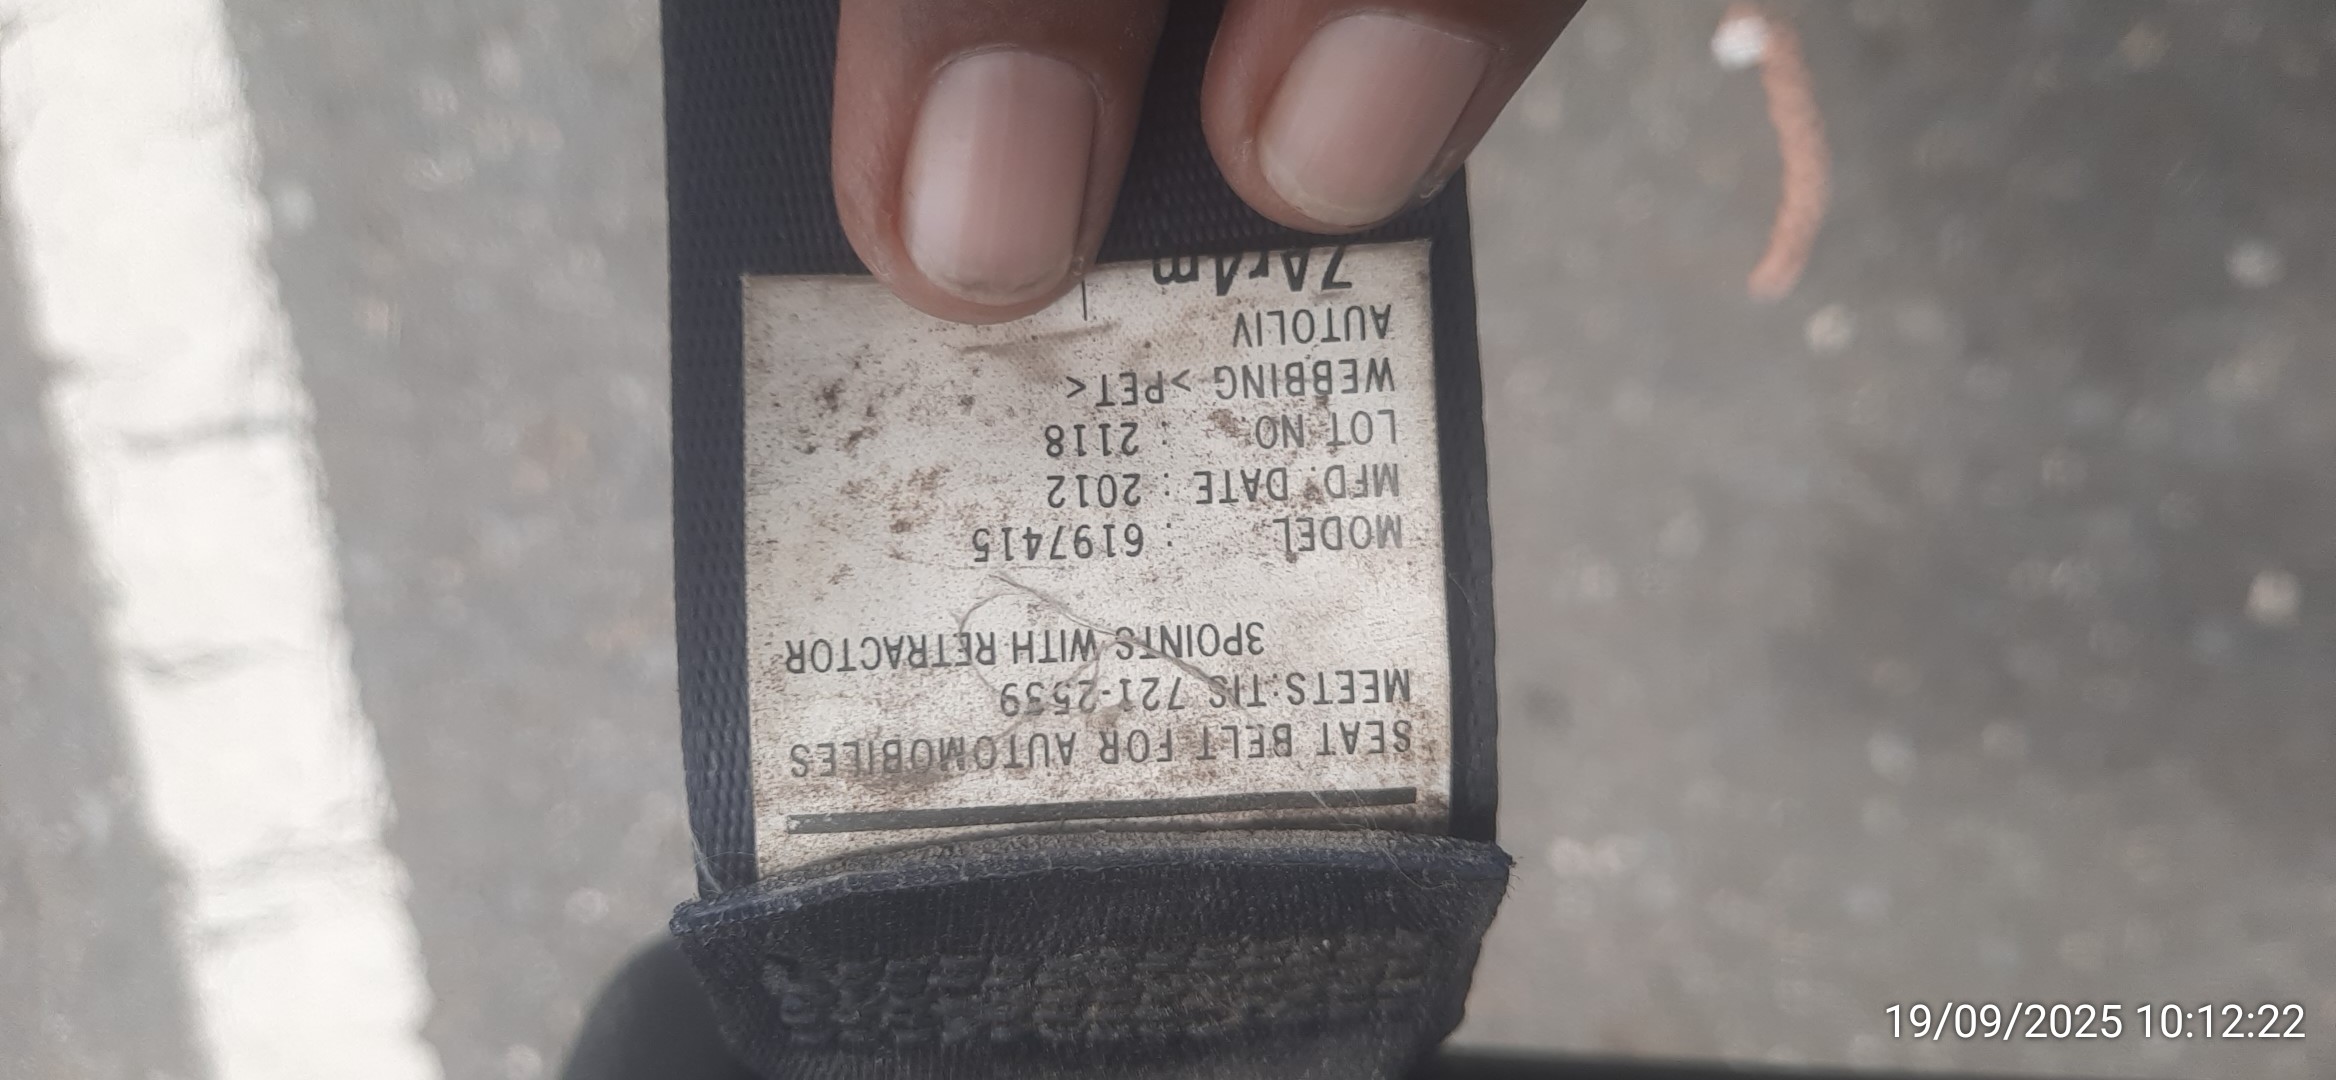 SEAT BELT FOR AUTOMOBILES
MEETS:TIS 721-2539
3POINTS WITH RETRACTOR
MODEL : 6197415
MFD. DATE : 2012
LOT NO. : 2118
WEBBING >PET<
AUTOLIV
19/09/2025 10:12:22